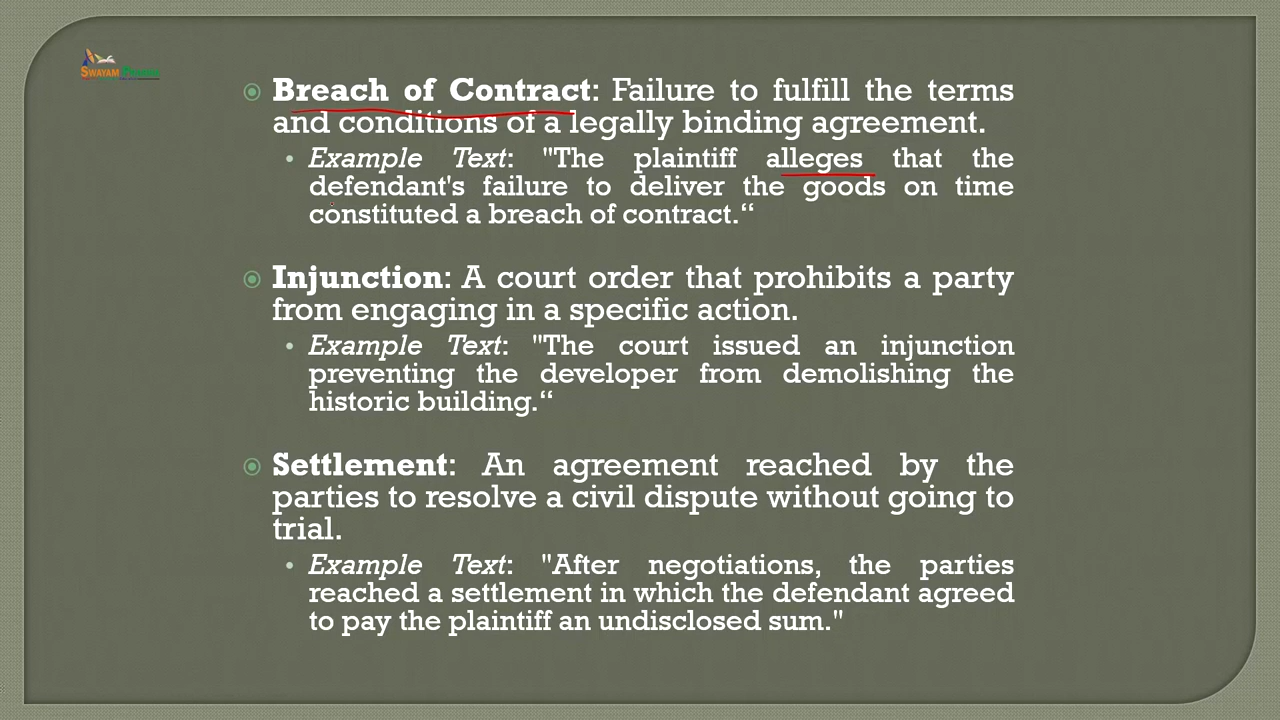 SWAYAM PRABHA
Breach of Contract: Failure to fulfill the terms
and conditions of a legally binding agreement.
Example Text: "The plaintiff alleges that the
defendant's failure to deliver the goods on time
constituted a breach of contract.“
Injunction: A court order that prohibits a party
from engaging in a specific action.
Example Text: "The court issued an injunction
preventing the developer from demolishing the
historic building.“
Settlement: An agreement reached by the
parties to resolve a civil dispute without going to
trial.
Example Text: "After negotiations, the parties
reached a settlement in which the defendant agreed
to pay the plaintiff an undisclosed sum."